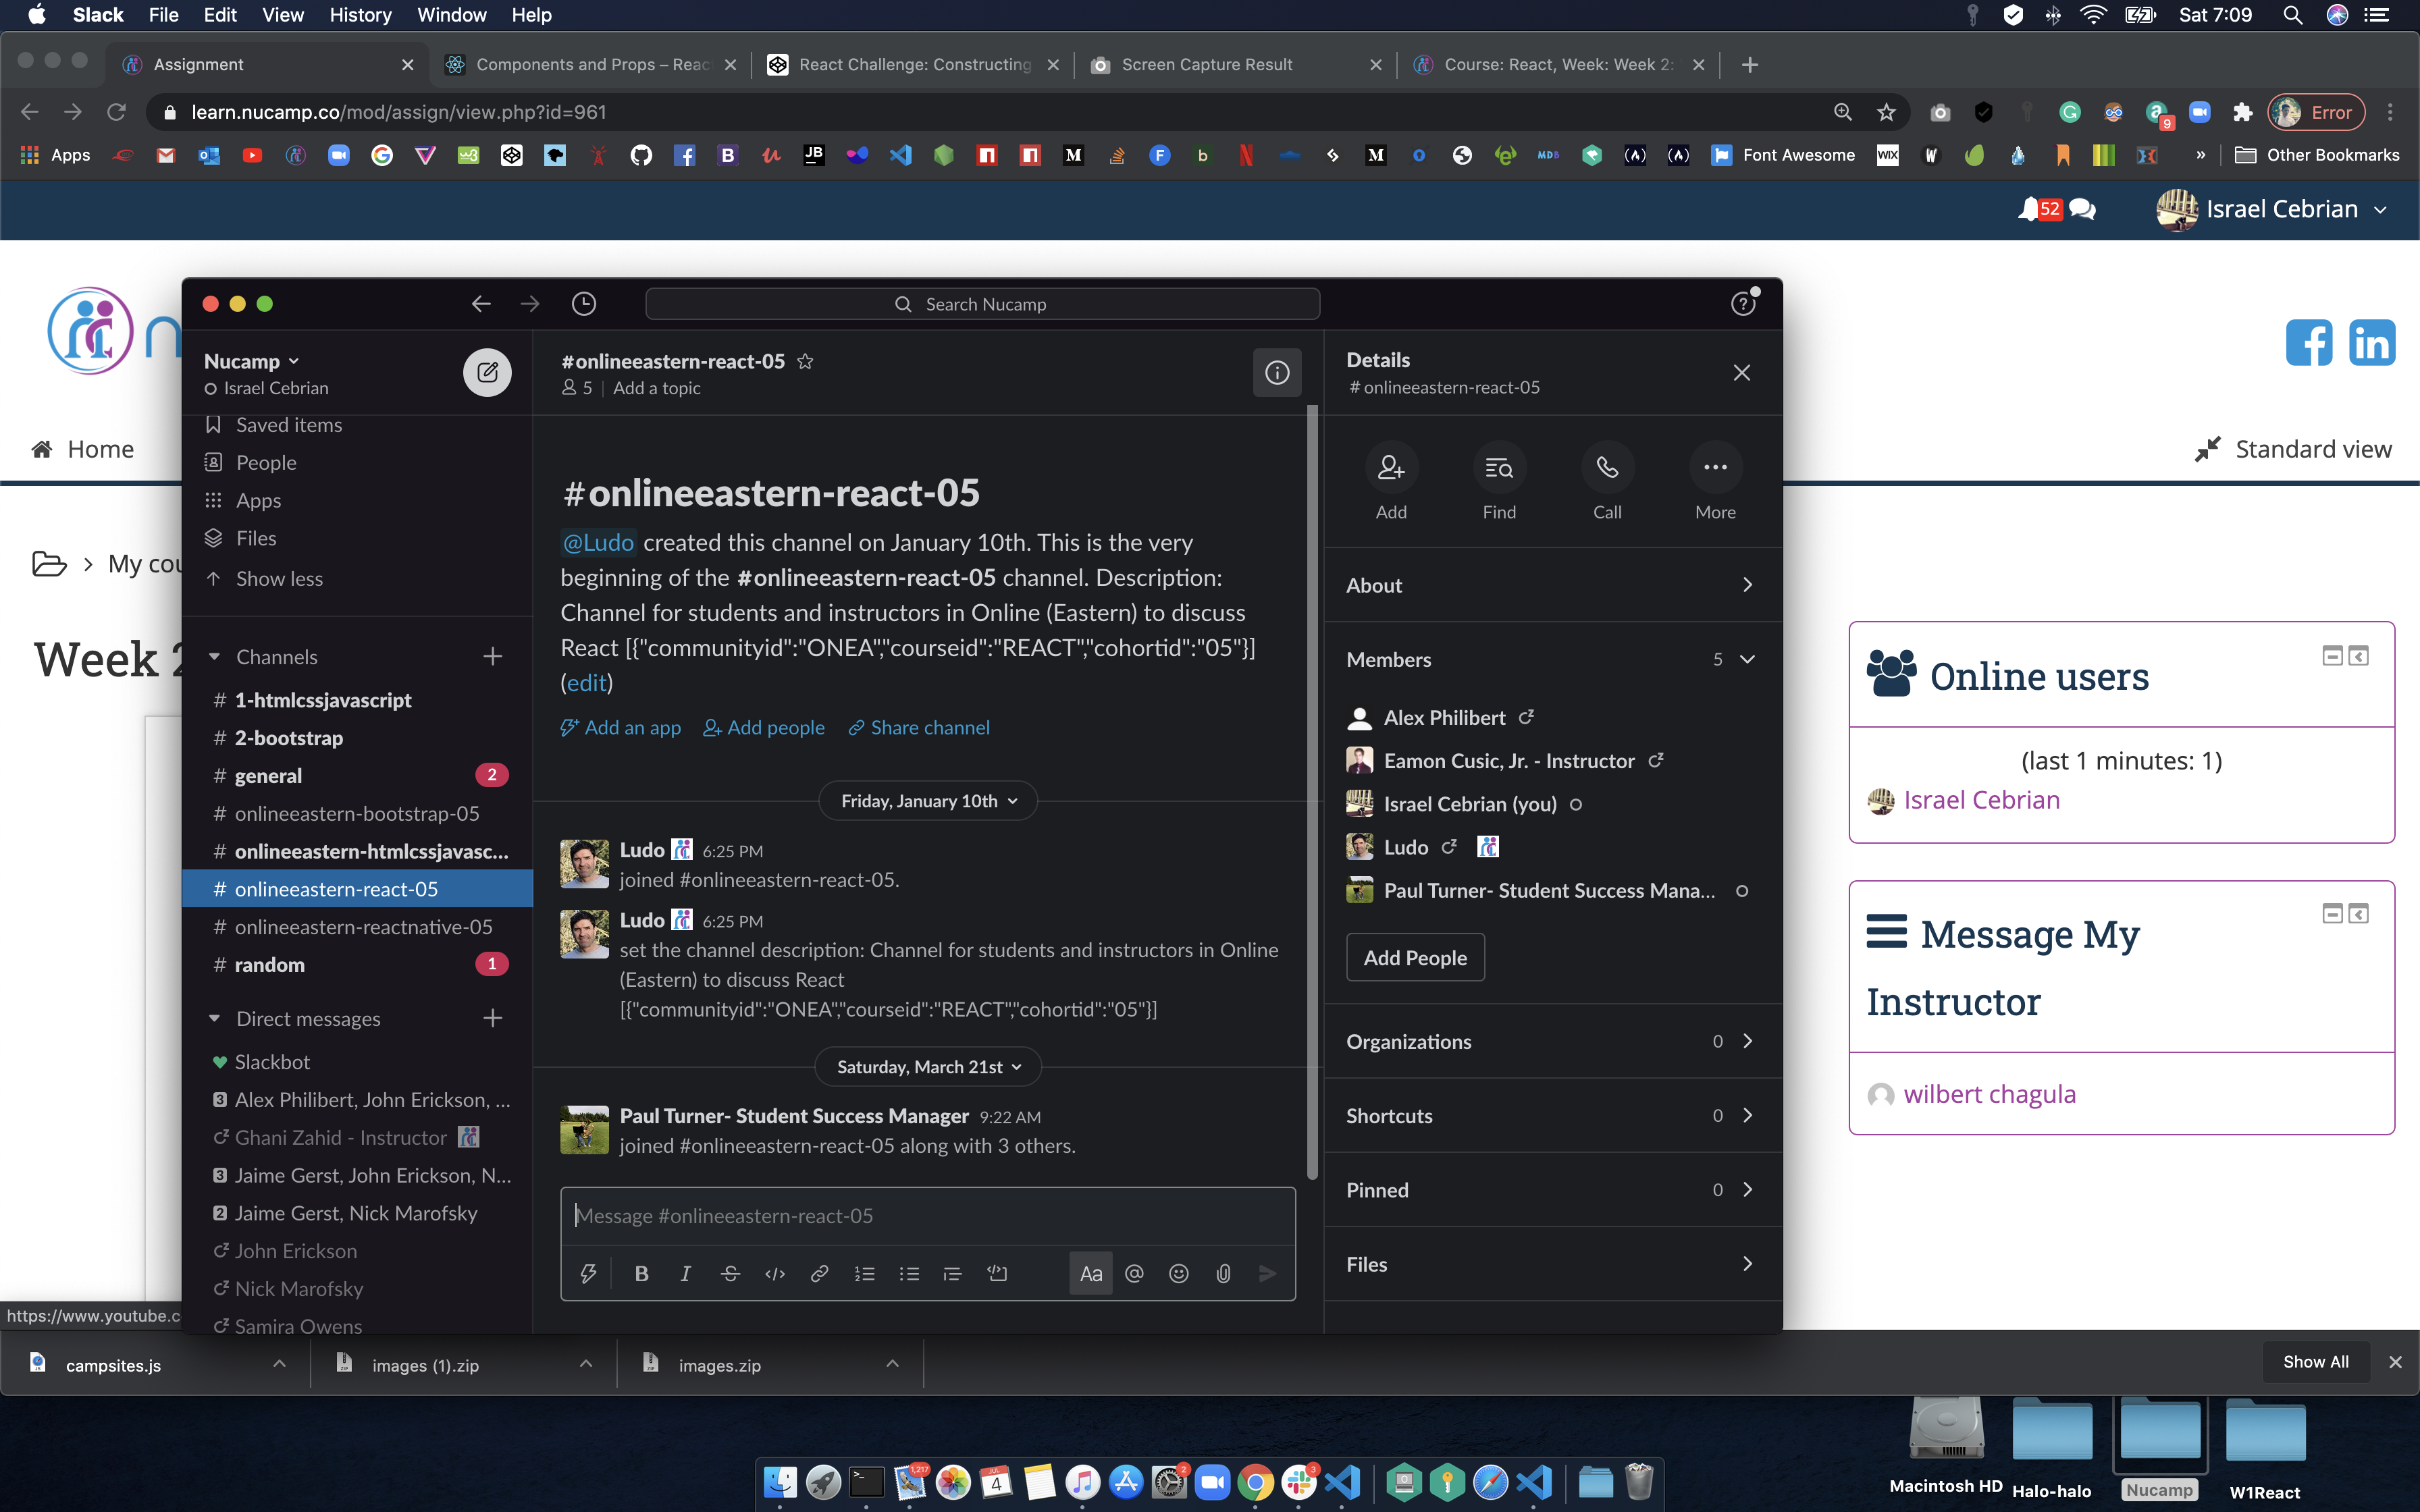 Slack File Edit View History Window Help
Sat 7:09
Assignment
Components and Props – Reac
React Challenge: Constructing
Screen Capture Result
Course: React, Week: Week 2:
learn.nucamp.co/mod/assign/view.php?id=961
9
Error
Apps
Font Awesome
WIX
Other Bookmarks
52
Israel Cebrian
Home
Standard view
My cou
Week 2
Search Nucamp
Nucamp
Israel Cebrian
Saved items
People
Apps
Files
Show less
Channels
# 1-htmlcssjavascript
# 2-bootstrap
# general 2
# onlineeastern-bootstrap-05
# onlineeastern-htmlcssjavasc...
# onlineeastern-react-05
# onlineeastern-reactnative-05
# random 1
Direct messages
Slackbot
3 Alex Philibert, John Erickson, ...
Ghani Zahid - Instructor
3 Jaime Gerst, John Erickson, N...
2 Jaime Gerst, Nick Marofsky
John Erickson
Nick Marofsky
Samira Owens
#onlineeastern-react-05
5 | Add a topic
#onlineeastern-react-05
@Ludo created this channel on January 10th. This is the very
beginning of the #onlineeastern-react-05 channel. Description:
Channel for students and instructors in Online (Eastern) to discuss
React [{"communityid":"ONEA","courseid":"REACT","cohortid":"05"}]
(edit)
Add an app Add people Share channel
Friday, January 10th
Ludo 6:25 PM
joined #onlineeastern-react-05.
Ludo 6:25 PM
set the channel description: Channel for students and instructors in Online
(Eastern) to discuss React
[{"communityid":"ONEA","courseid":"REACT","cohortid":"05"}]
Saturday, March 21st
Paul Turner- Student Success Manager 9:22 AM
joined #onlineeastern-react-05 along with 3 others.
Message #onlineeastern-react-05
B I Aa @
Details
# onlineeastern-react-05
Add Find Call More
About
Members 5
Alex Philibert
Eamon Cusic, Jr. - Instructor
Israel Cebrian (you)
Ludo
Paul Turner- Student Success Mana...
Add People
Organizations 0
Shortcuts 0
Pinned 0
Files
Online users
(last 1 minutes: 1)
Israel Cebrian
Message My
Instructor
wilbert chagula
https://www.youtube.c
campsites.js
images (1).zip
images.zip
Show All
Macintosh HD
Halo-halo
Nucamp
W1React
1,217
JUL
4
2
3